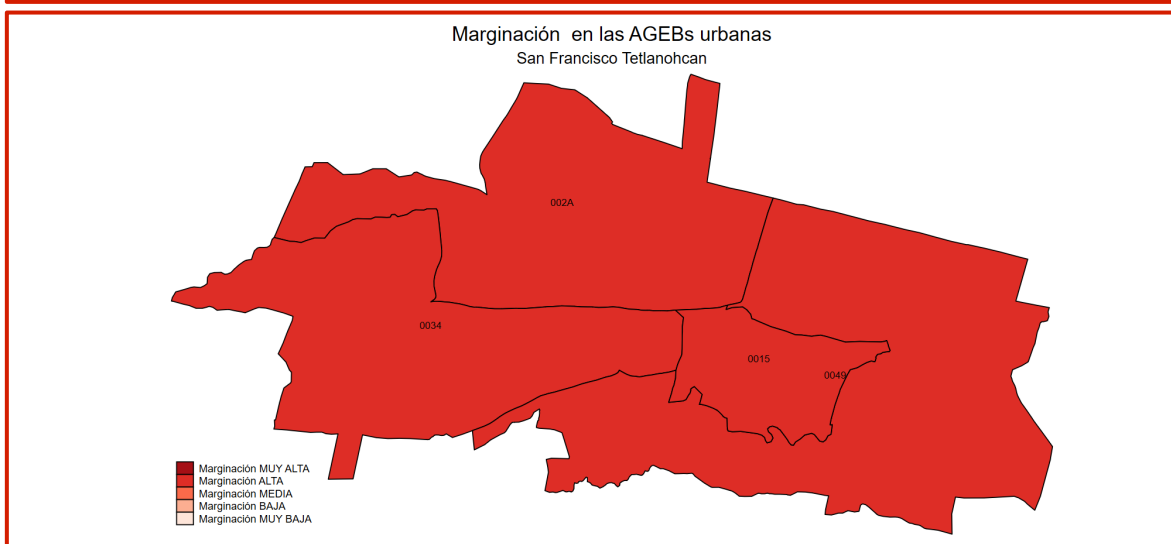 Marginación  en las AGEBs urbanas
San Francisco Tetlanohcan
002A
0034
0015
0049
Marginación MUY ALTA
Marginación ALTA
Marginación MEDIA
Marginación BAJA
Marginación MUY BAJA